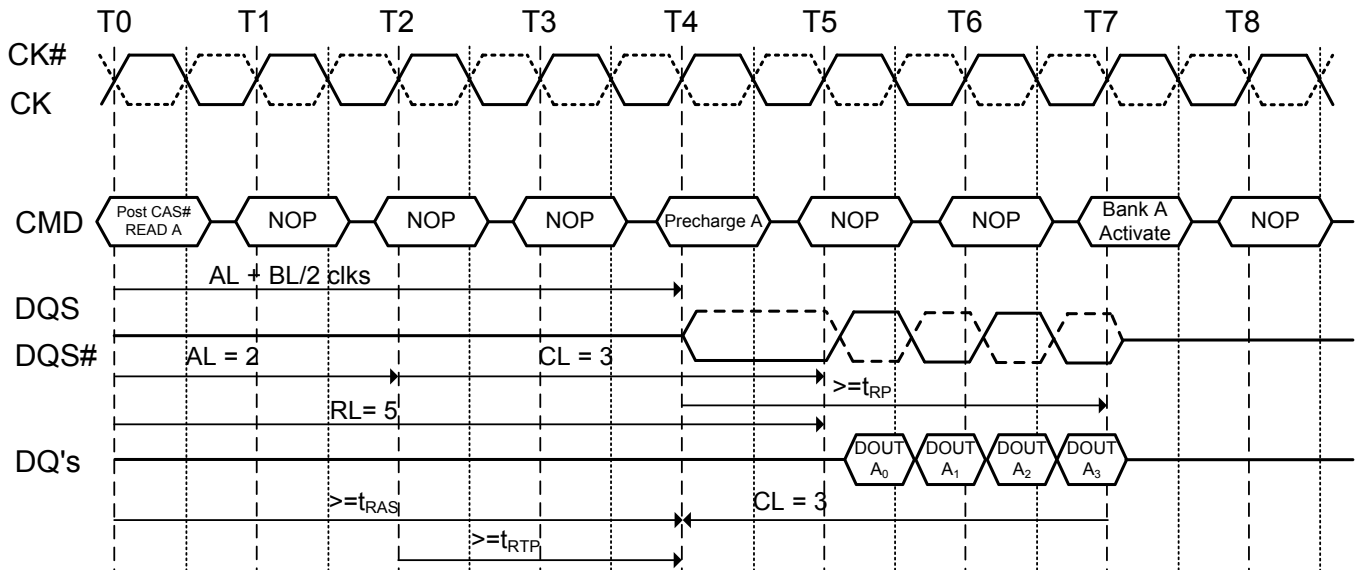 T0 T1 T2 T3 T4 T5 T6 T7 T8
CK#
CK
CMD
Post CAS#
READ A
NOP
NOP
NOP
Precharge A
NOP
NOP
Bank A
Activate
NOP
AL + BL/2 clks
DQS
DQS#
AL = 2
CL = 3
>=tRP
RL= 5
DQ's
DOUT
A0
DOUT
A1
DOUT
A2
DOUT
A3
>=tRAS
CL = 3
>=tRTP